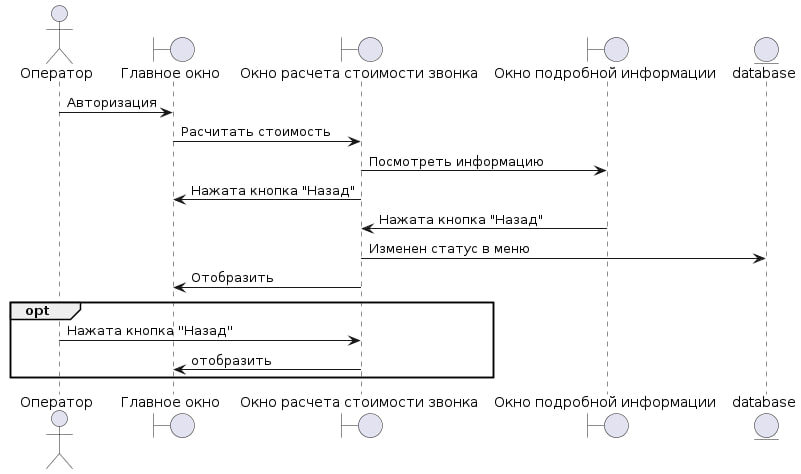 Оператор
Главное окно
Окно расчета стоимости звонка
Окно подробной информации
database
Авторизация
Расчитать стоимость
Посмотреть информацию
Нажата кнопка "Назад"
Нажата кнопка "Назад"
Изменен статус в меню
Отобразить
opt
Нажата кнопка "Назад"
отобразить
Оператор
Главное окно
Окно расчета стоимости звонка
Окно подробной информации
database